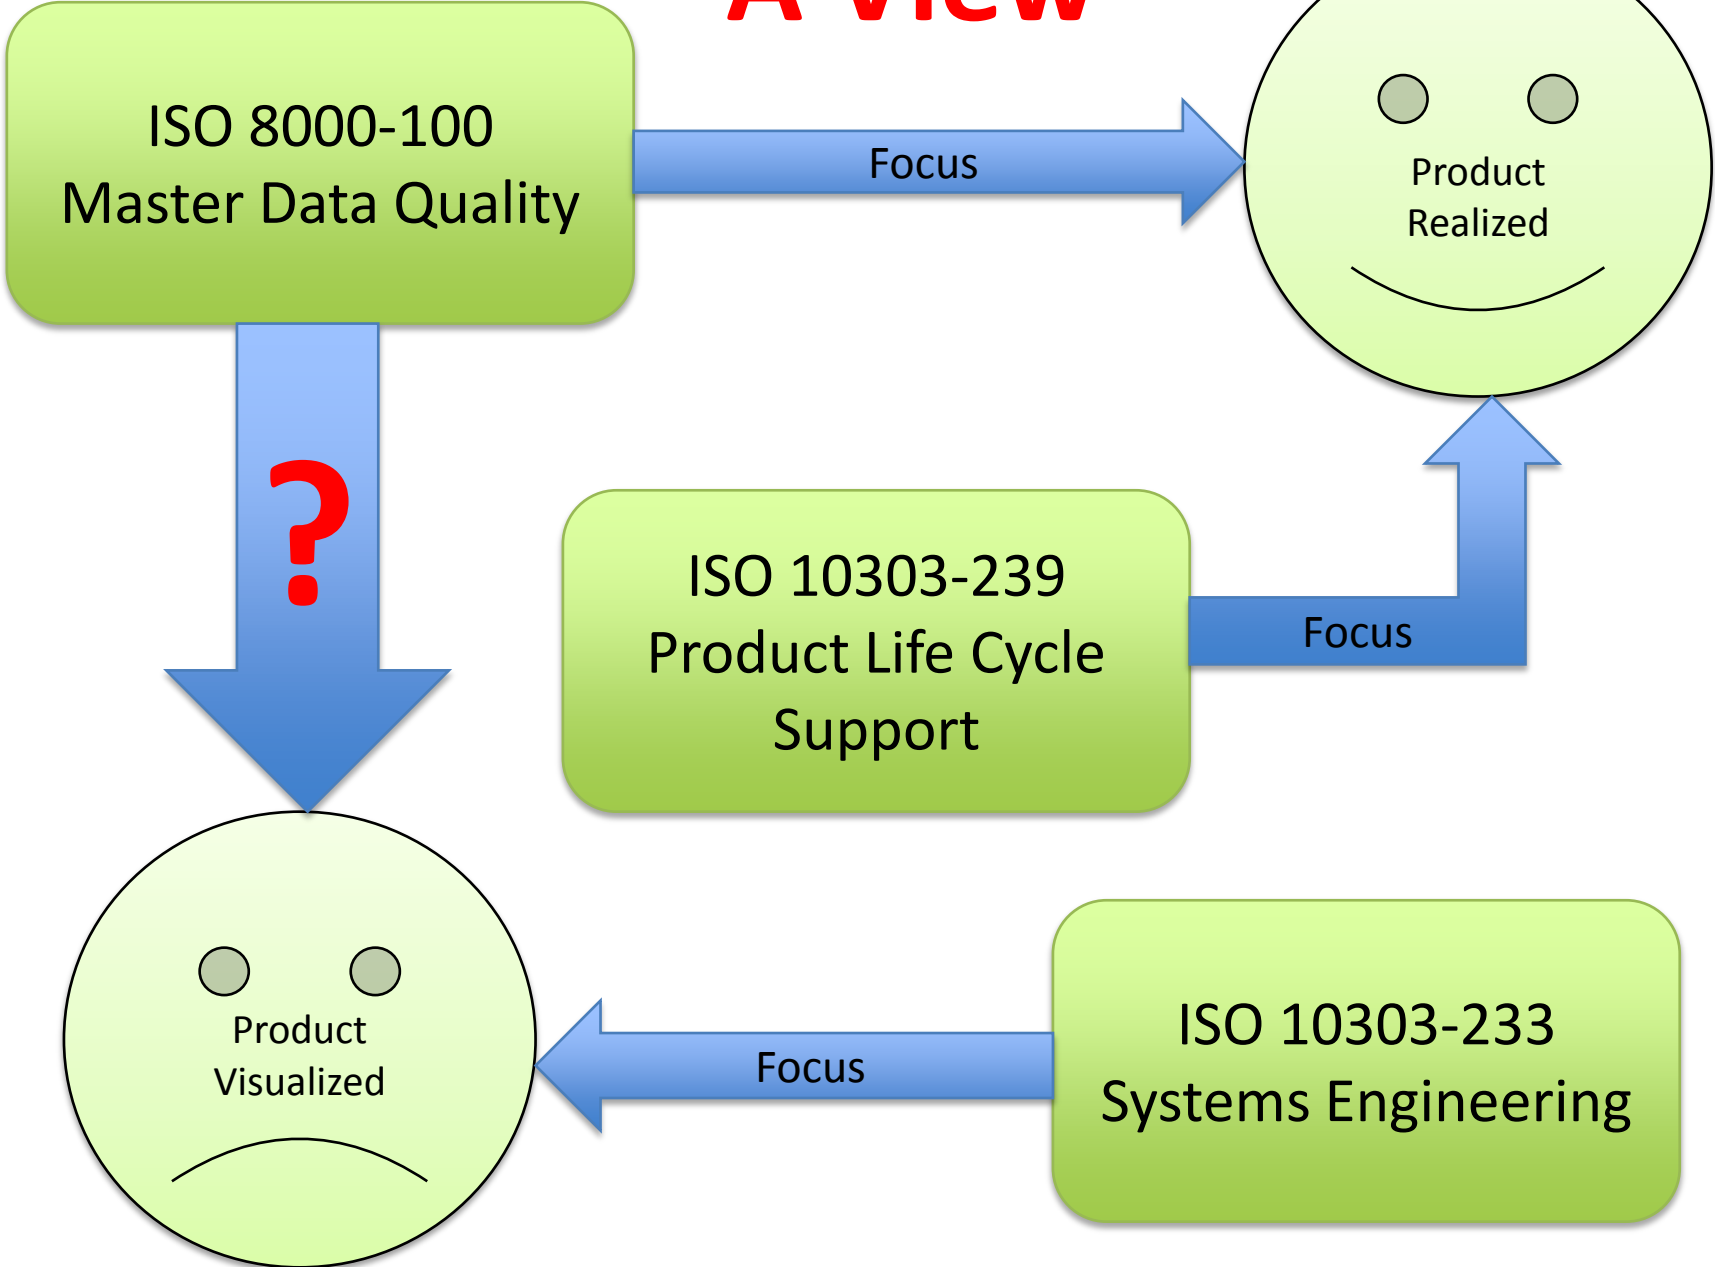 A View
ISO 8000-100
Master Data Quality
Focus
Product
Realized
?
ISO 10303-239
Product Life Cycle
Support
Focus
Product
Visualized
Focus
ISO 10303-233
Systems Engineering